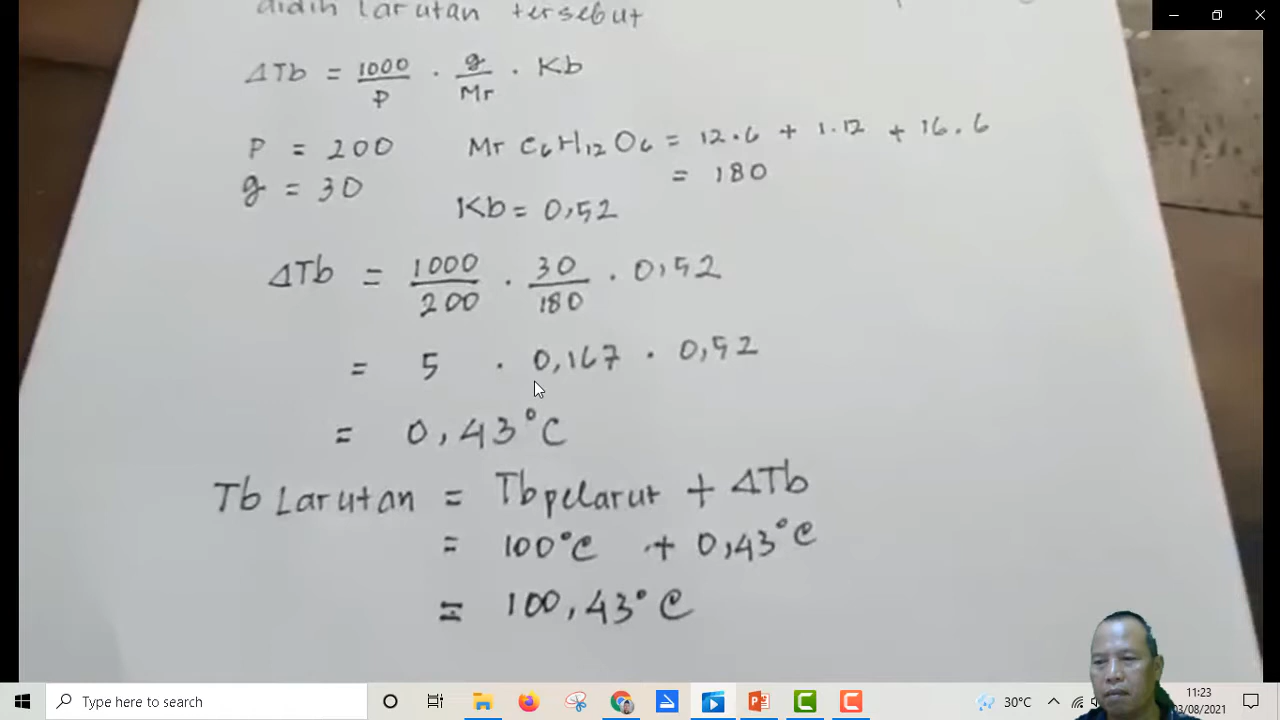 didih larutan tersebut
ΔTb = 1000/P . g/Mr . Kb
P = 200 Mr C6H12O6 = 12.6 + 1.12 + 16.6
g = 30 = 180
Kb = 0,52
ΔTb = 1000/200 . 30/180 . 0,52
= 5 . 0,167 . 0,52
= 0,43°C
Tb Larutan = Tb pelarut + ΔTb
= 100°C + 0,43°C
= 100,43°C
Type here to search
30°C
11:23
03/08/2021